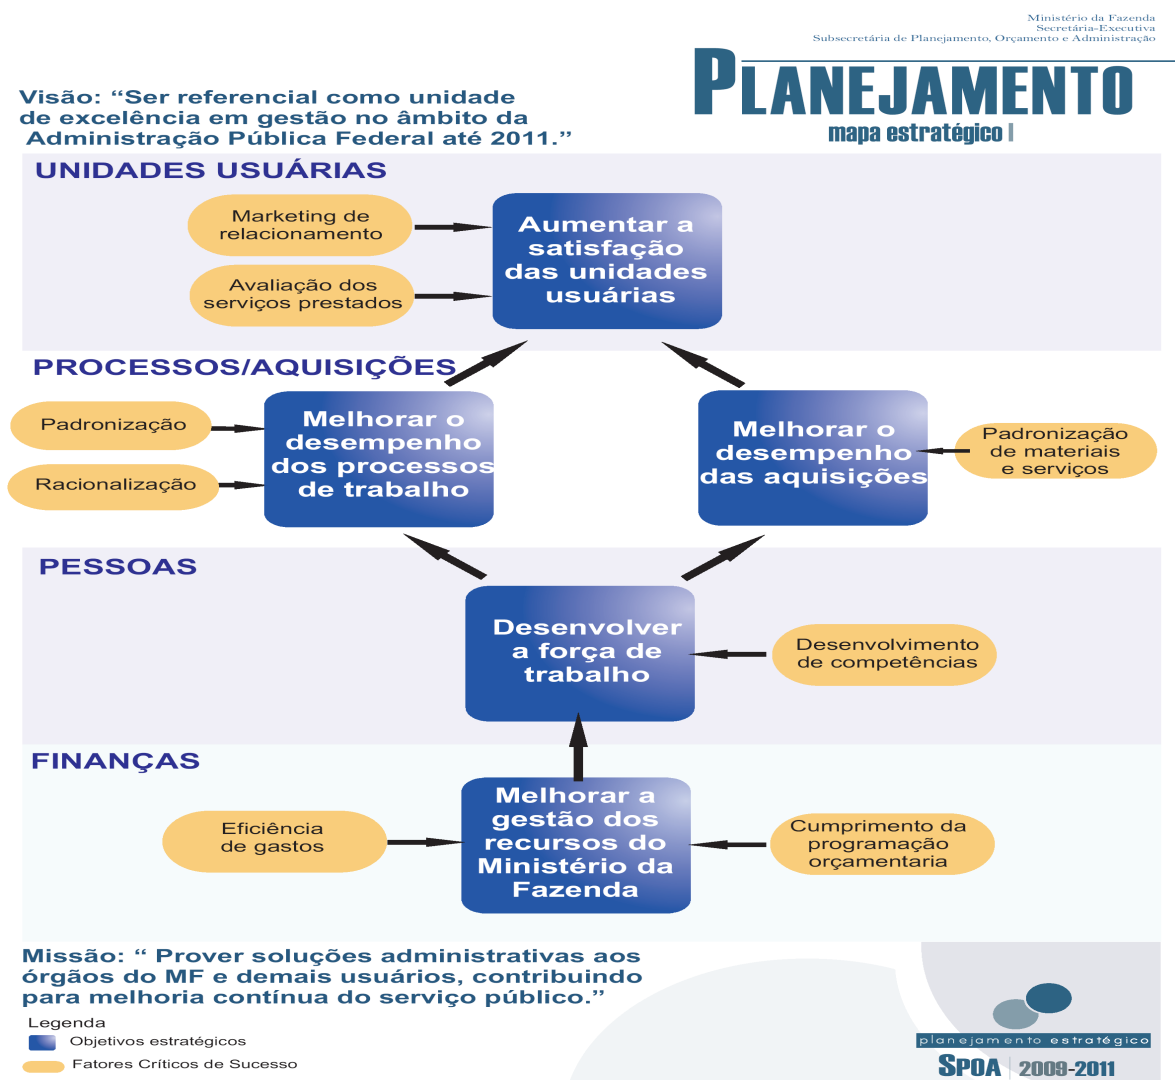 Ministério da Fazenda
Secretária-Executiva
Subsecretária de Planejamento, Orçamento e Administração
PLANEJAMENTO
mapa estratégico I
Visão: “Ser referencial como unidade
de excelência em gestão no âmbito da
Administração Pública Federal até 2011.”
UNIDADES USUÁRIAS
Marketing de
relacionamento
Avaliação dos
serviços prestados
Aumentar a
satisfação
das unidades
usuárias
PROCESSOS/AQUISIÇÕES
Padronização
Racionalização
Melhorar o
desempenho
dos processos
de trabalho
Melhorar o
desempenho
das aquisições
Padronização
de materiais
e serviços
PESSOAS
Desenvolver
a força de
trabalho
Desenvolvimento
de competências
FINANÇAS
Eficiência
de gastos
Melhorar a
gestão dos
recursos do
Ministério da
Fazenda
Cumprimento da
programação
orçamentaria
Missão: “ Prover soluções administrativas aos
órgãos do MF e demais usuários, contribuindo
para melhoria contínua do serviço público.”
Legenda
Objetivos estratégicos
Fatores Críticos de Sucesso
planejamento estratégico
SPOA | 2009-2011